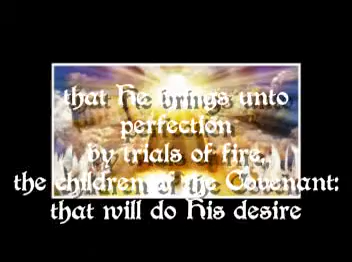 that He brings unto
perfection
by trials of fire,
the children of the Covenant:
that will do His desire